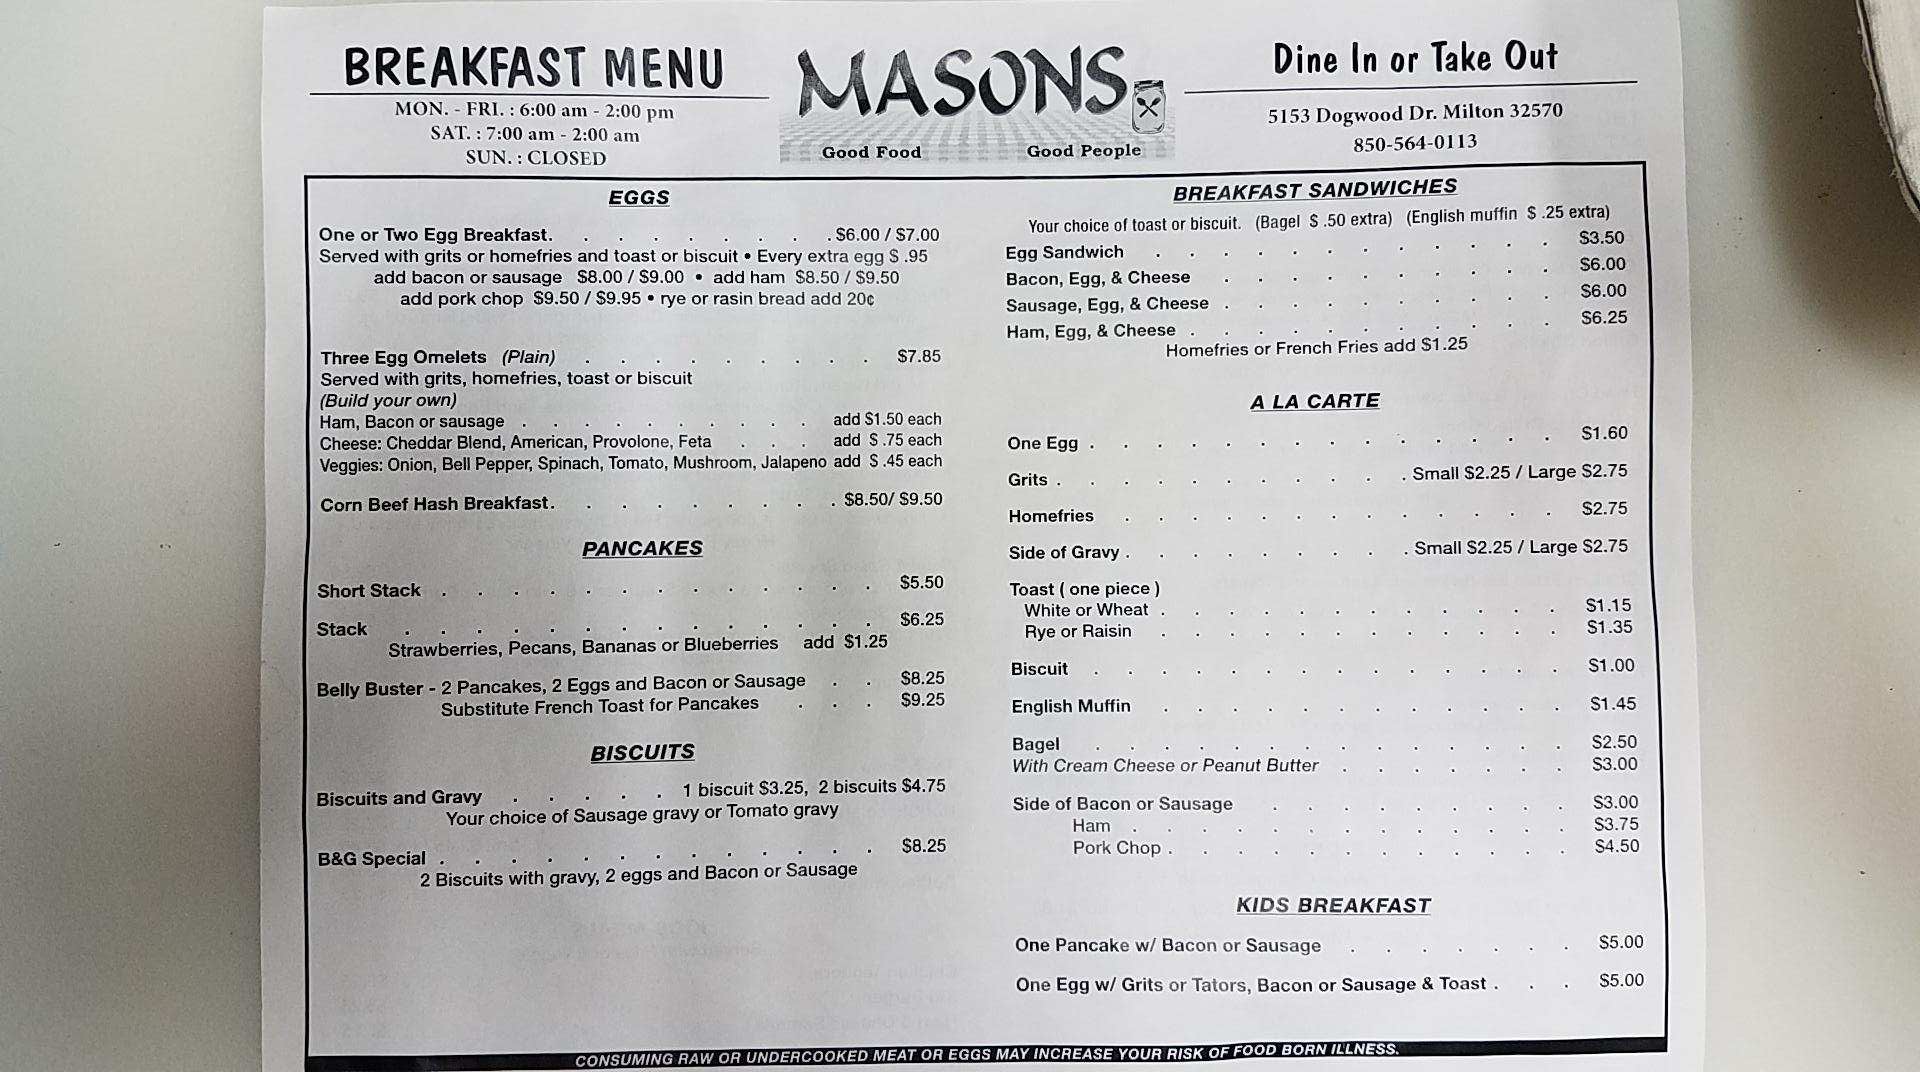 BREAKFAST MENU
MON. - FRI. : 6:00 am - 2:00 pm
SAT. : 7:00 am - 2:00 am
SUN. : CLOSED
MASONS
Good Food Good People
Dine In or Take Out
5153 Dogwood Dr. Milton 32570
850-564-0113
EGGS
One or Two Egg Breakfast. . . . . . . . . $6.00 / $7.00
Served with grits or homefries and toast or biscuit • Every extra egg $ .95
add bacon or sausage $8.00 / $9.00 • add ham $8.50 / $9.50
add pork chop $9.50 / $9.95 • rye or rasin bread add 20¢
Three Egg Omelets (Plain) . . . . . . . . . $7.85
Served with grits, homefries, toast or biscuit
(Build your own)
Ham, Bacon or sausage . . . . . . . . . add $1.50 each
Cheese: Cheddar Blend, American, Provolone, Feta . . . add $ .75 each
Veggies: Onion, Bell Pepper, Spinach, Tomato, Mushroom, Jalapeno add $ .45 each
Corn Beef Hash Breakfast. . . . . . . . . $8.50/ $9.50
PANCAKES
Short Stack . . . . . . . . . . . . . $5.50
Stack . . . . . . . . . . . . . . $6.25
Strawberries, Pecans, Bananas or Blueberries add $1.25
Belly Buster - 2 Pancakes, 2 Eggs and Bacon or Sausage . . $8.25
Substitute French Toast for Pancakes . . . $9.25
BISCUITS
Biscuits and Gravy . . . . . 1 biscuit $3.25, 2 biscuits $4.75
Your choice of Sausage gravy or Tomato gravy
B&G Special . . . . . . . . . . . . . $8.25
2 Biscuits with gravy, 2 eggs and Bacon or Sausage
BREAKFAST SANDWICHES
Your choice of toast or biscuit. (Bagel $ .50 extra) (English muffin $ .25 extra)
Egg Sandwich . . . . . . . . . . . . $3.50
Bacon, Egg, & Cheese . . . . . . . . . . $6.00
Sausage, Egg, & Cheese . . . . . . . . . . $6.00
Ham, Egg, & Cheese . . . . . . . . . . . $6.25
Homefries or French Fries add $1.25
A LA CARTE
One Egg . . . . . . . . . . . . . . $1.60
Grits . . . . . . . . . . . Small $2.25 / Large $2.75
Homefries . . . . . . . . . . . . . $2.75
Side of Gravy . . . . . . . . . Small $2.25 / Large $2.75
Toast ( one piece )
White or Wheat . . . . . . . . . . . . $1.15
Rye or Raisin . . . . . . . . . . . . $1.35
Biscuit . . . . . . . . . . . . . . $1.00
English Muffin . . . . . . . . . . . . $1.45
Bagel . . . . . . . . . . . . . . $2.50
With Cream Cheese or Peanut Butter . . . . . . . $3.00
Side of Bacon or Sausage . . . . . . . . . $3.00
Ham . . . . . . . . . . . . . $3.75
Pork Chop . . . . . . . . . . . . $4.50
KIDS BREAKFAST
One Pancake w/ Bacon or Sausage . . . . . . . $5.00
One Egg w/ Grits or Tators, Bacon or Sausage & Toast . . . $5.00
CONSUMING RAW OR UNDERCOOKED MEAT OR EGGS MAY INCREASE YOUR RISK OF FOOD BORN ILLNESS.